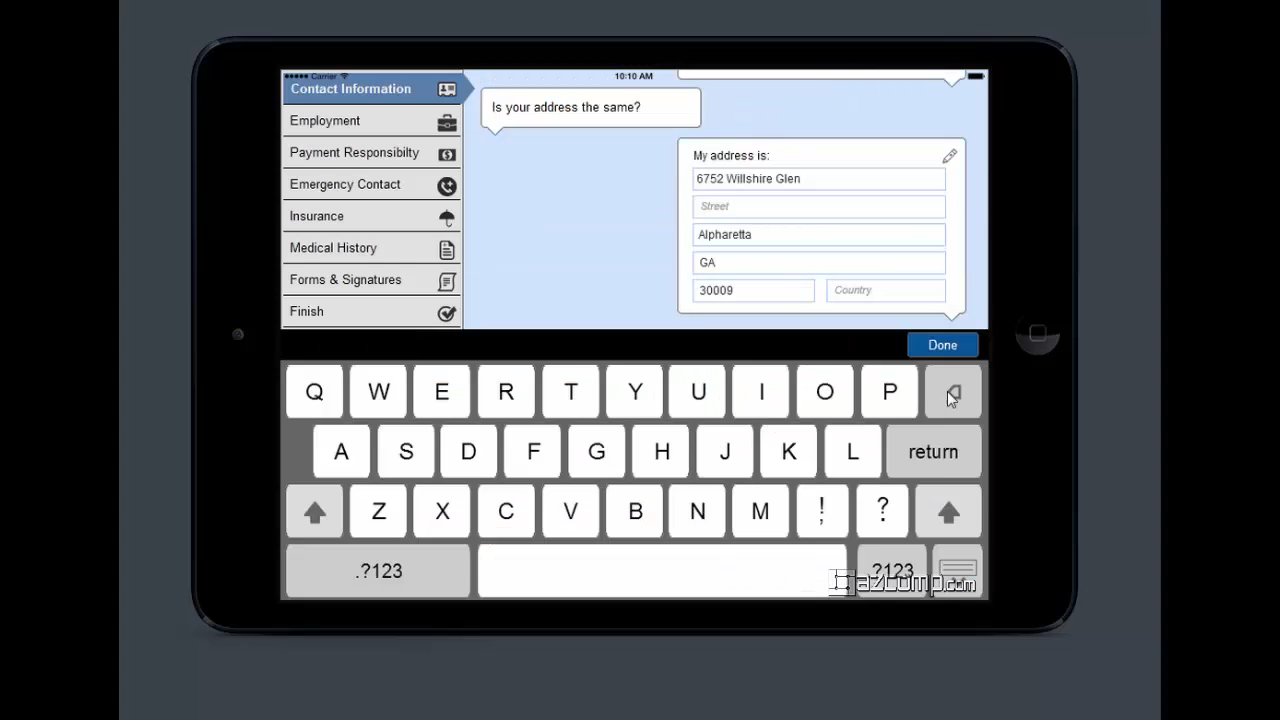 Carrier
10:10 AM
Contact Information
Employment
Payment Responsibilty
Emergency Contact
Insurance
Medical History
Forms & Signatures
Finish
Is your address the same?
My address is:
6752 Willshire Glen
Street
Alpharetta
GA
30009
Country
Done
Q W E R T Y U I O P
A S D F G H J K L return
Z X C V B N M ! ?
.?123 .?123
azcomp.com